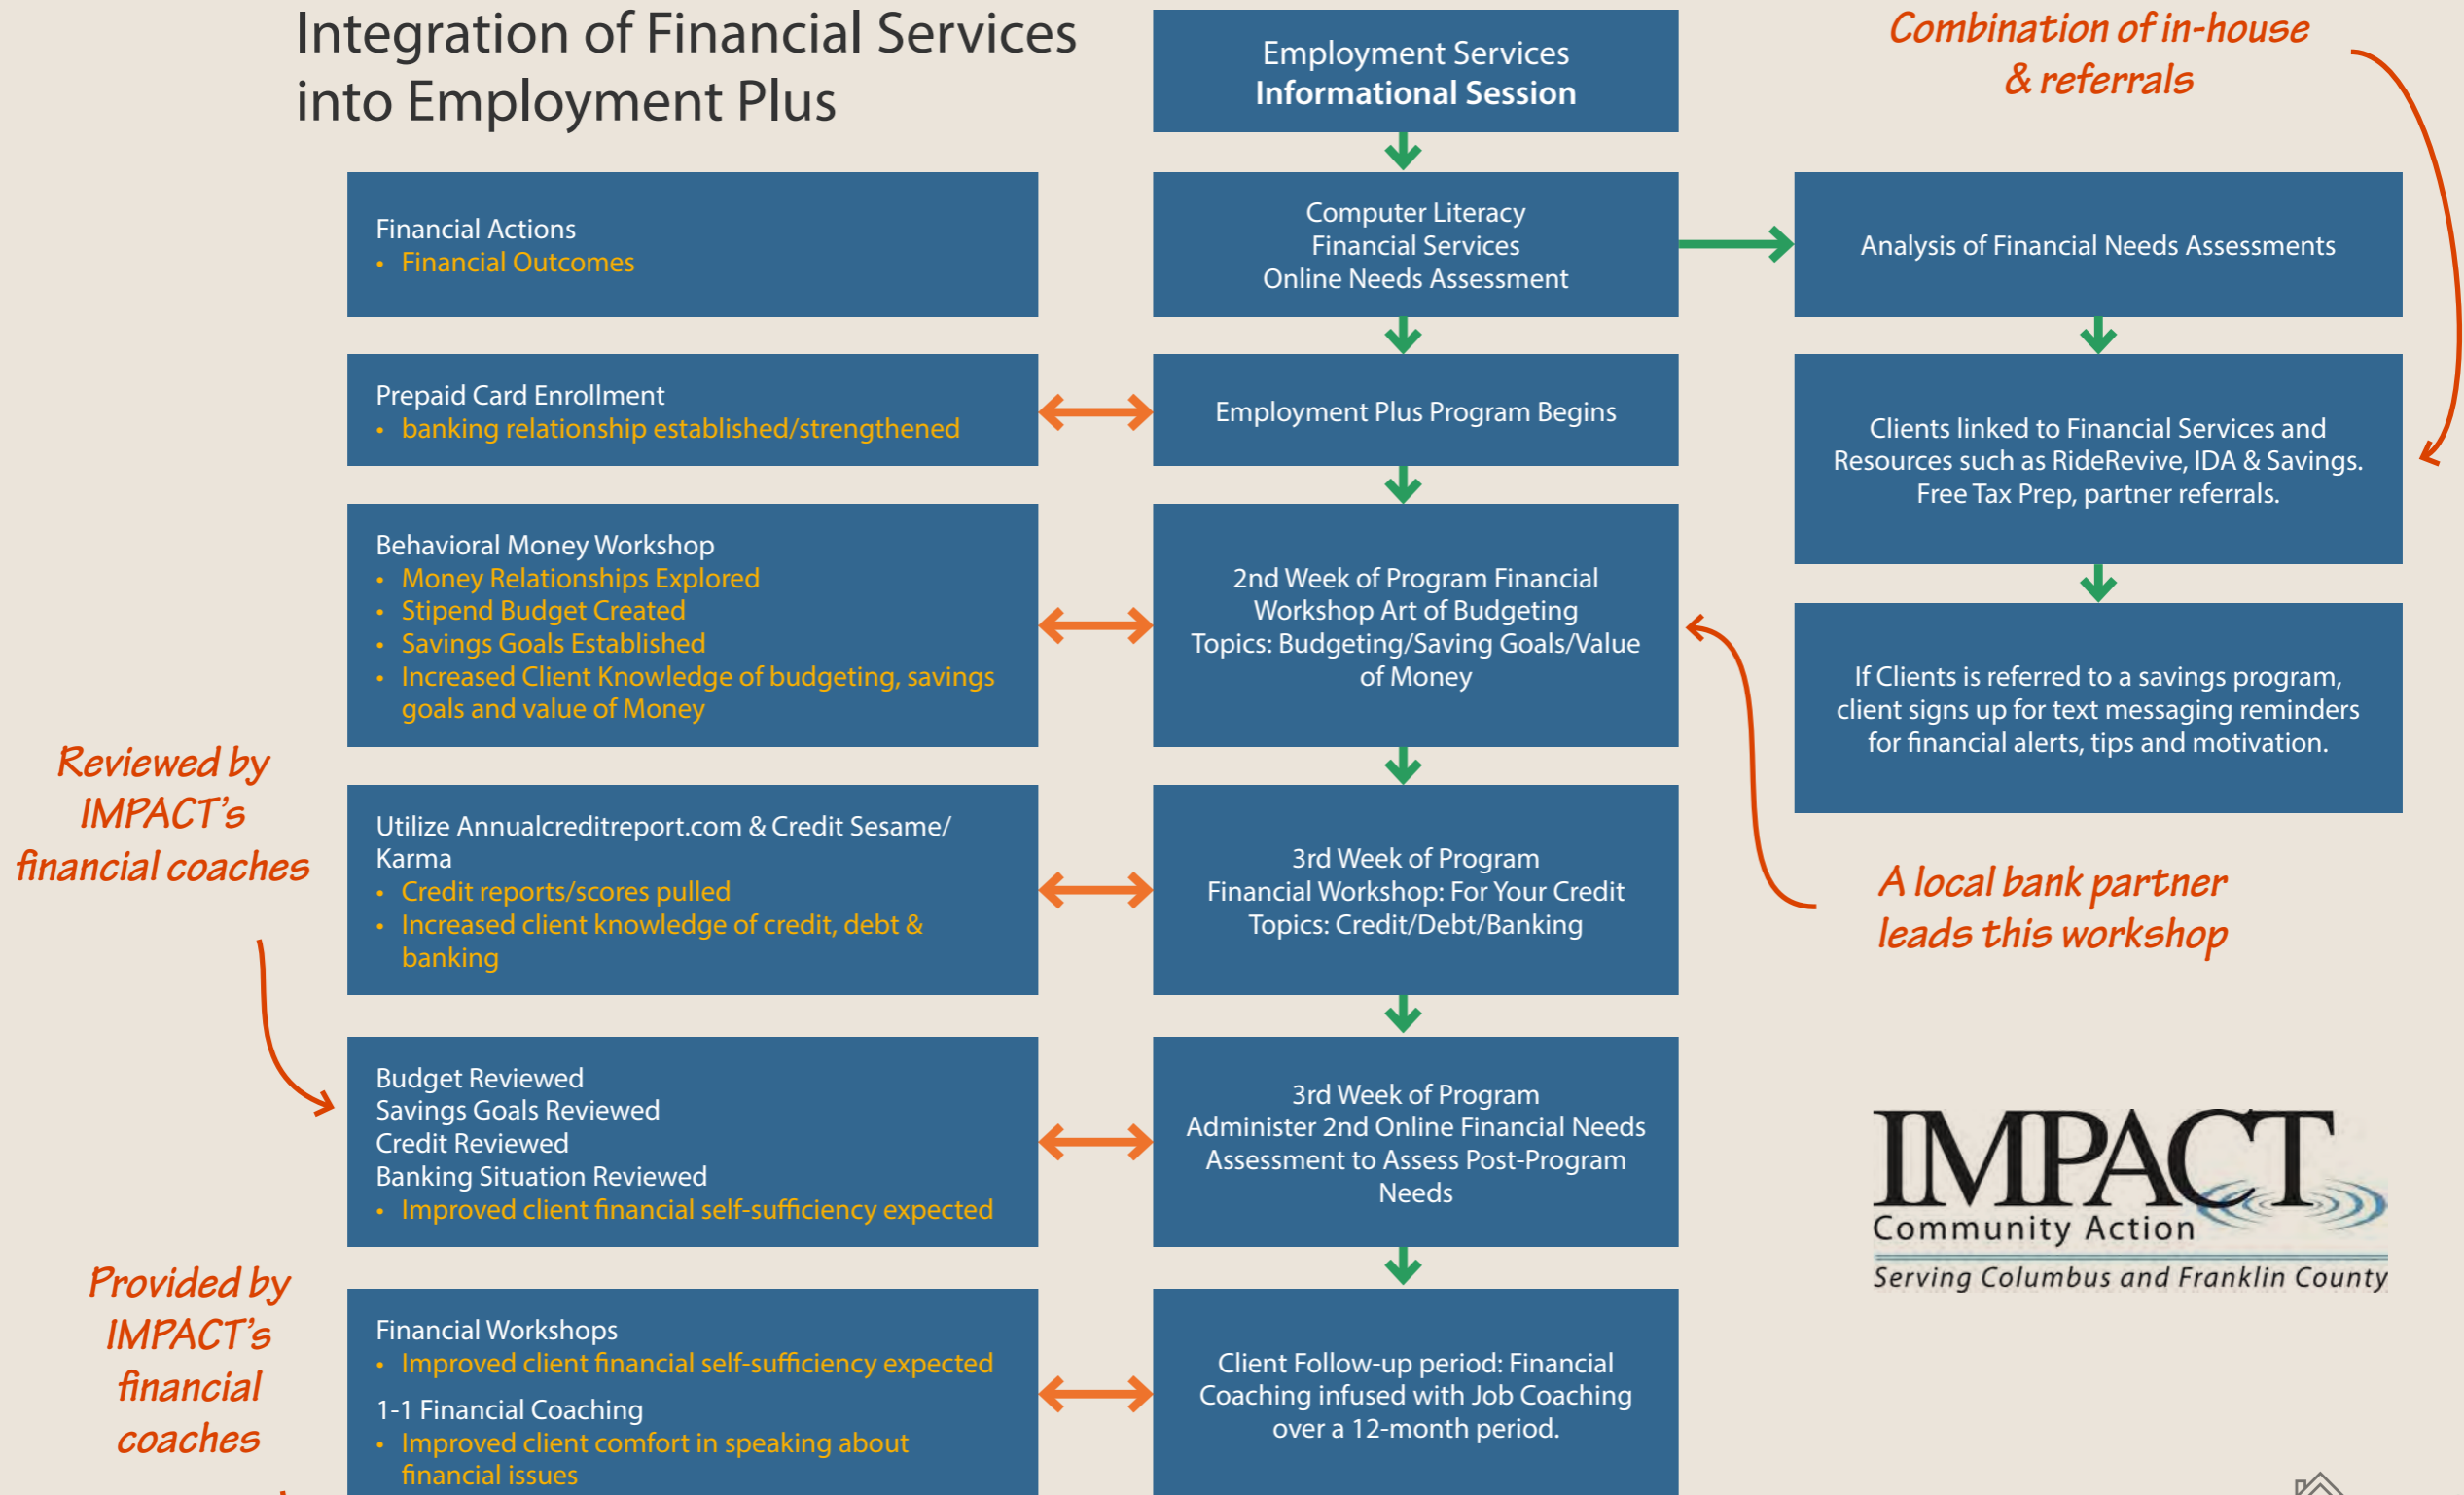 Integration of Financial Services
into Employment Plus
Employment Services
Informational Session
Combination of in-house
& referrals
Financial Actions
• Financial Outcomes
Computer Literacy
Financial Services
Online Needs Assessment
Analysis of Financial Needs Assessments
Prepaid Card Enrollment
• banking relationship established/strengthened
Employment Plus Program Begins
Clients linked to Financial Services and
Resources such as RideRevive, IDA & Savings.
Free Tax Prep, partner referrals.
Behavioral Money Workshop
• Money Relationships Explored
• Stipend Budget Created
• Savings Goals Established
• Increased Client Knowledge of budgeting, savings
goals and value of Money
2nd Week of Program Financial
Workshop Art of Budgeting
Topics: Budgeting/Saving Goals/Value
of Money
If Clients is referred to a savings program,
client signs up for text messaging reminders
for financial alerts, tips and motivation.
Reviewed by
IMPACT's
financial coaches
Utilize Annualcreditreport.com & Credit Sesame/
Karma
• Credit reports/scores pulled
• Increased client knowledge of credit, debt &
banking
3rd Week of Program
Financial Workshop: For Your Credit
Topics: Credit/Debt/Banking
A local bank partner
leads this workshop
Budget Reviewed
Savings Goals Reviewed
Credit Reviewed
Banking Situation Reviewed
• Improved client financial self-sufficiency expected
3rd Week of Program
Administer 2nd Online Financial Needs
Assessment to Assess Post-Program
Needs
IMPACT
Community Action
Serving Columbus and Franklin County
Provided by
IMPACT's
financial
coaches
Financial Workshops
• Improved client financial self-sufficiency expected
1-1 Financial Coaching
• Improved client comfort in speaking about
financial issues
Client Follow-up period: Financial
Coaching infused with Job Coaching
over a 12-month period.